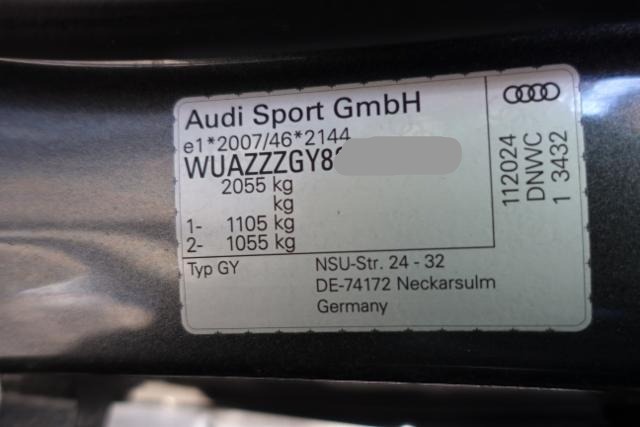 Audi Sport GmbH
e1*2007/46*2144
WUAZZZGY8
2055 kg
kg
1- 1105 kg
2- 1055 kg
Typ GY
NSU-Str. 24 - 32
DE-74172 Neckarsulm
Germany
112024
DNWC
1 3432